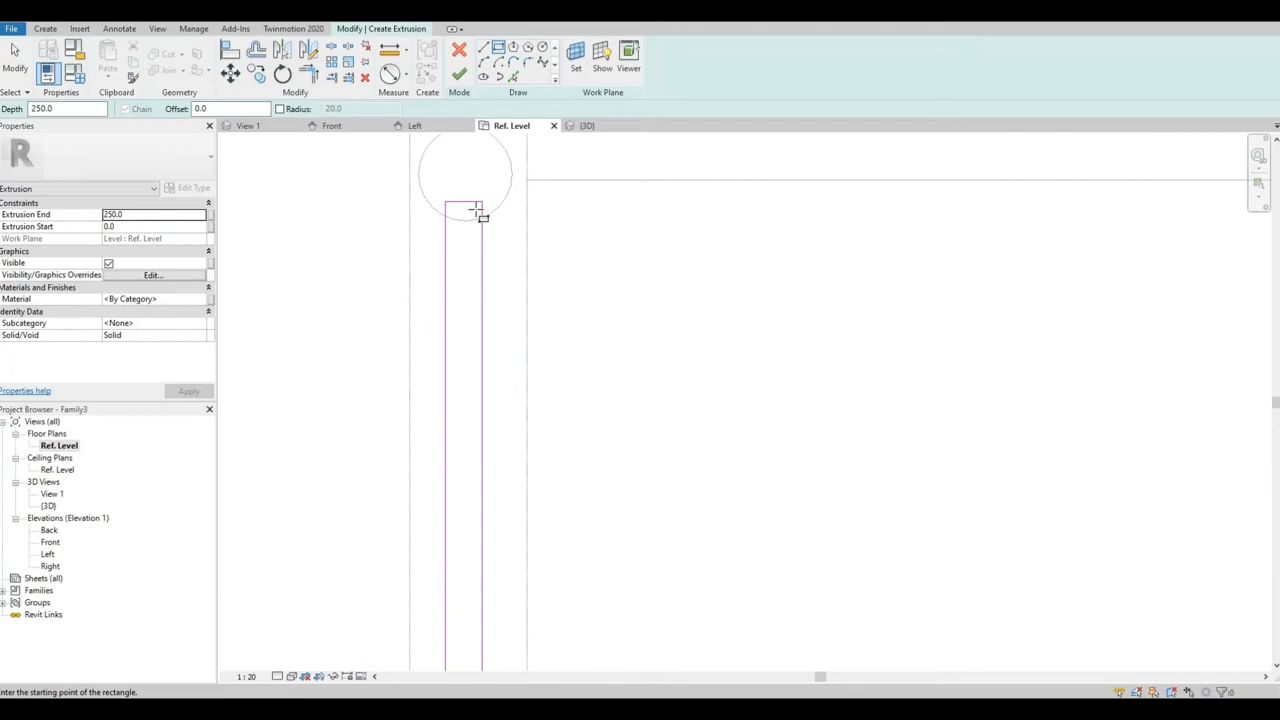 File Create Insert Annotate View Manage Add-Ins Twinmotion 2020 Modify | Create Extrusion
Modify Paste Cut Join
Select Properties Clipboard Geometry Modify Measure Create Mode Draw Set Show Viewer Work Plane
Depth 250.0 Chain Offset: 0.0 Radius: 20.0
Properties View 1 Front Left Ref. Level {3D}
Extrusion Edit Type
Constraints
Extrusion End 250.0
Extrusion Start 0.0
Work Plane Level : Ref. Level
Graphics
Visible
Visibility/Graphics Overrides Edit...
Materials and Finishes
Material <By Category>
Identity Data
Subcategory <None>
Solid/Void Solid
Properties help Apply
Project Browser - Family3
Views (all)
Floor Plans
Ref. Level
Ceiling Plans
Ref. Level
3D Views
View 1
{3D}
Elevations (Elevation 1)
Back
Front
Left
Right
Sheets (all)
Families
Groups
Revit Links
1 : 20
Enter the starting point of the rectangle. :0